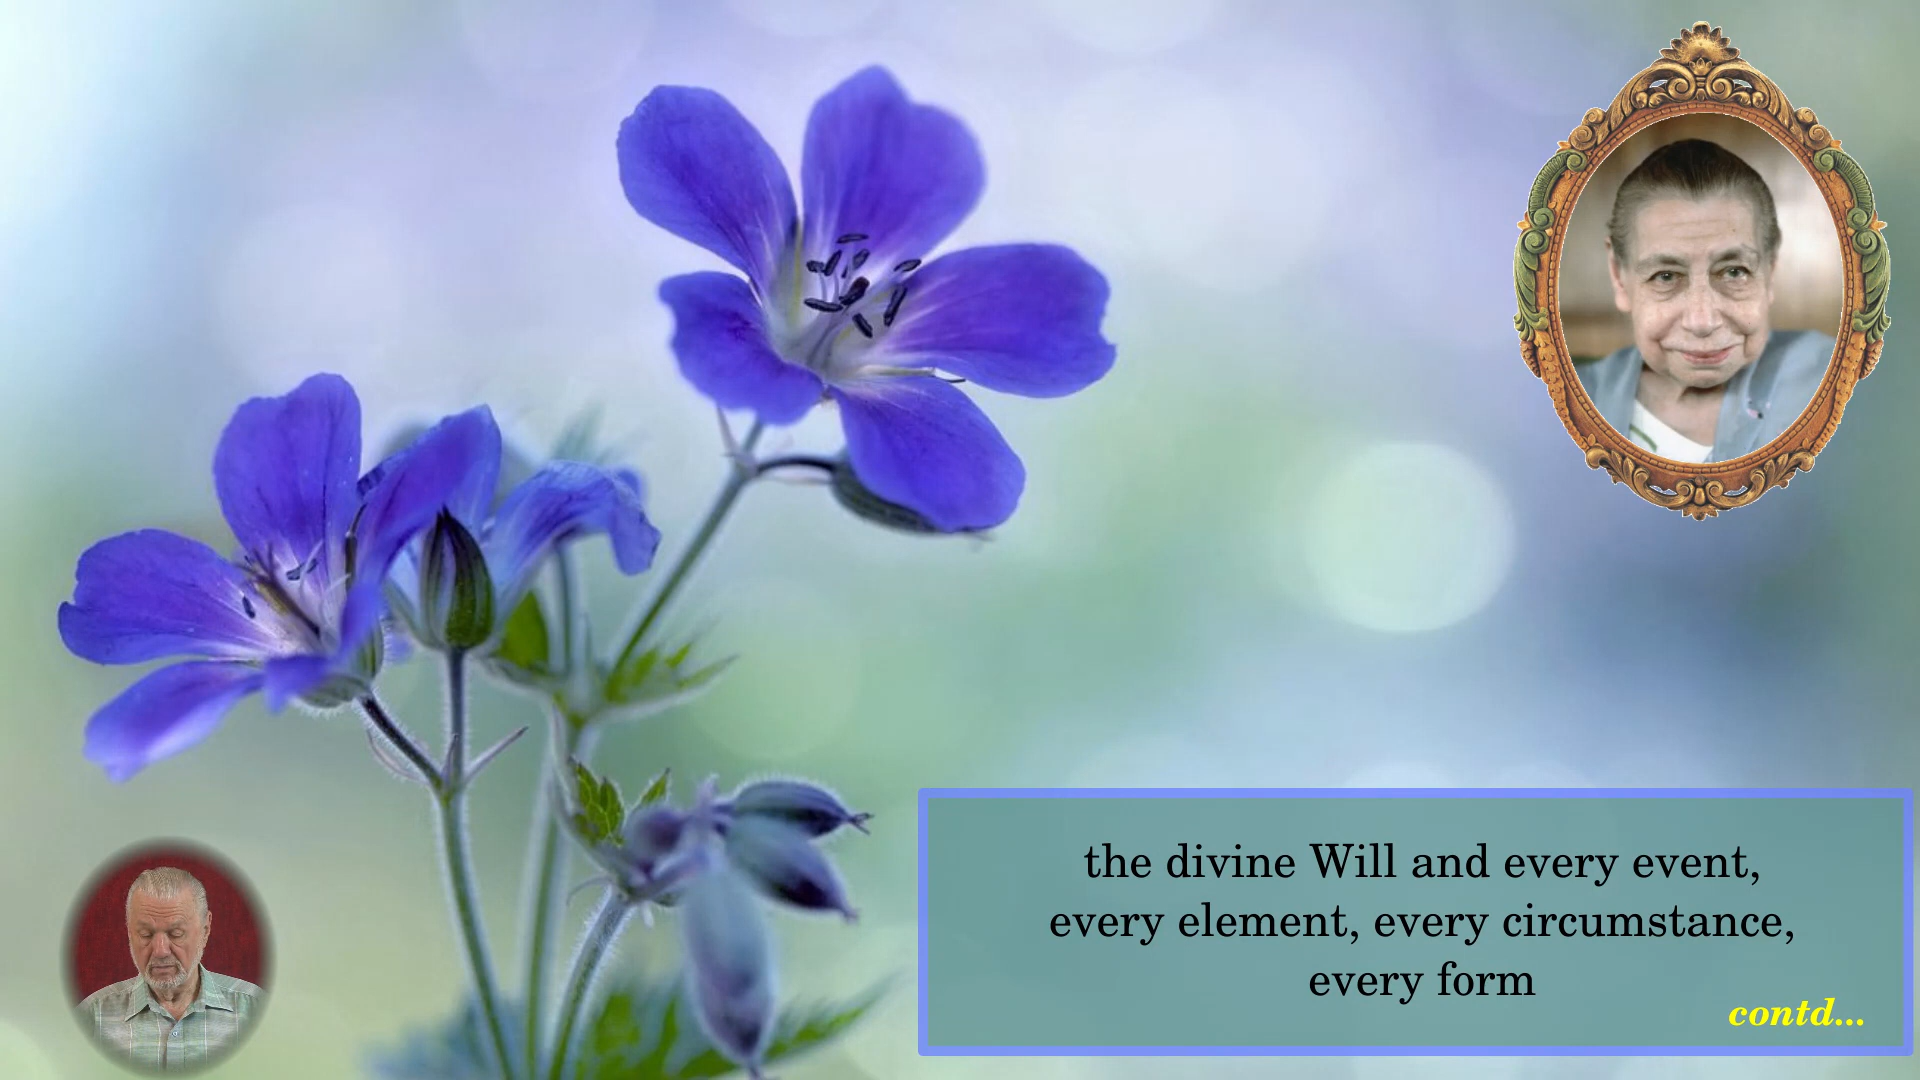 the divine Will and every event,
every element, every circumstance,
every form
contd...